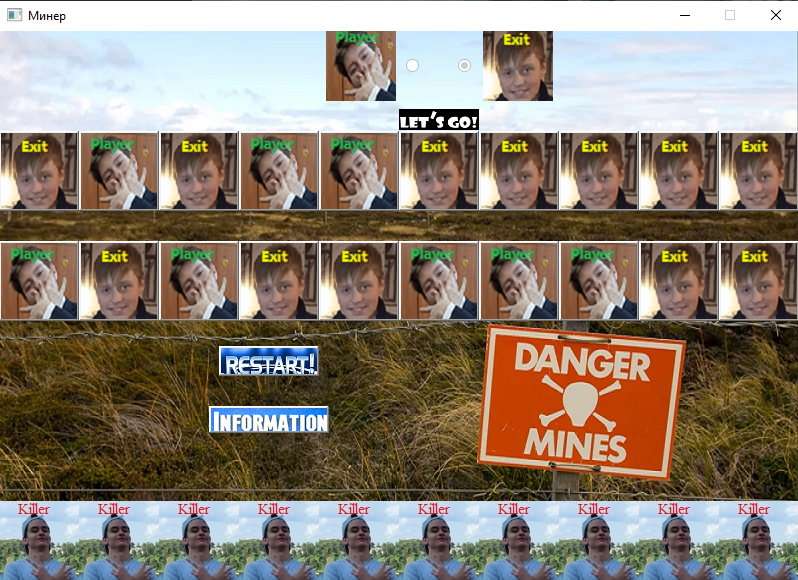 Минер
Player Exit
LET'S GO!
Exit Player Exit Player Player Exit Exit Exit Exit Exit
Player Exit Player Exit Exit Player Player Player Exit Exit
RESTART!
DANGER
MINES
INFORMATION
Killer Killer Killer Killer Killer Killer Killer Killer Killer Killer